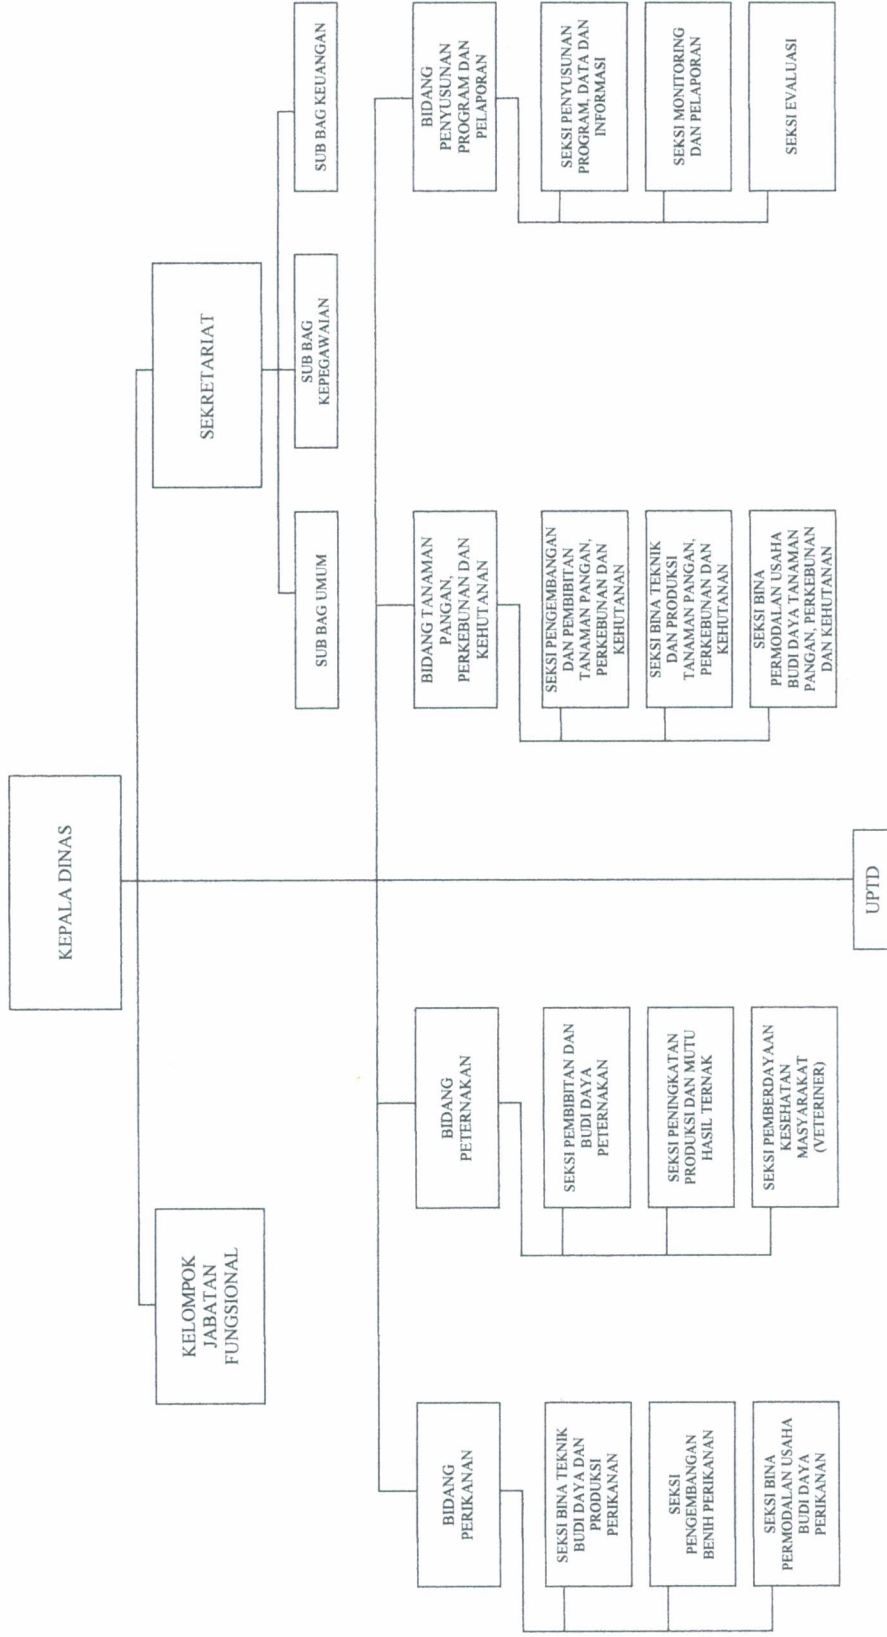 KEPALA DINAS
KELOMPOK
JABATAN
FUNGSIONAL
SEKRETARIAT
SUB BAG UMUM
SUB BAG
KEPEGAWAIAN
SUB BAG KEUANGAN
BIDANG
PERIKANAN
SEKSI BINA TEKNIK
BUDI DAYA DAN
PRODUKSI
PERIKANAN
SEKSI
PENGEMBANGAN
BENIH PERIKANAN
SEKSI BINA
PERMODALAN USAHA
BUDI DAYA
PERIKANAN
BIDANG
PETERNAKAN
SEKSI PEMBIBITAN DAN
BUDI DAYA
PETERNAKAN
SEKSI PENINGKATAN
PRODUKSI DAN MUTU
HASIL TERNAK
SEKSI PEMBERDAYAAN
KESEHATAN
MASYARAKAT
(VETERINER)
BIDANG TANAMAN
PANGAN,
PERKEBUNAN DAN
KEHUTANAN
SEKSI PENGEMBANGAN
DAN PEMBIBITAN
TANAMAN PANGAN,
PERKEBUNAN DAN
KEHUTANAN
SEKSI BINA TEKNIK
DAN PRODUKSI
TANAMAN PANGAN,
PERKEBUNAN DAN
KEHUTANAN
SEKSI BINA
PERMODALAN USAHA
BUDI DAYA TANAMAN
PANGAN, PERKEBUNAN
DAN KEHUTANAN
BIDANG
PENYUSUNAN
PROGRAM DAN
PELAPORAN
SEKSI PENYUSUNAN
PROGRAM, DATA DAN
INFORMASI
SEKSI MONITORING
DAN PELAPORAN
SEKSI EVALUASI
UPTD